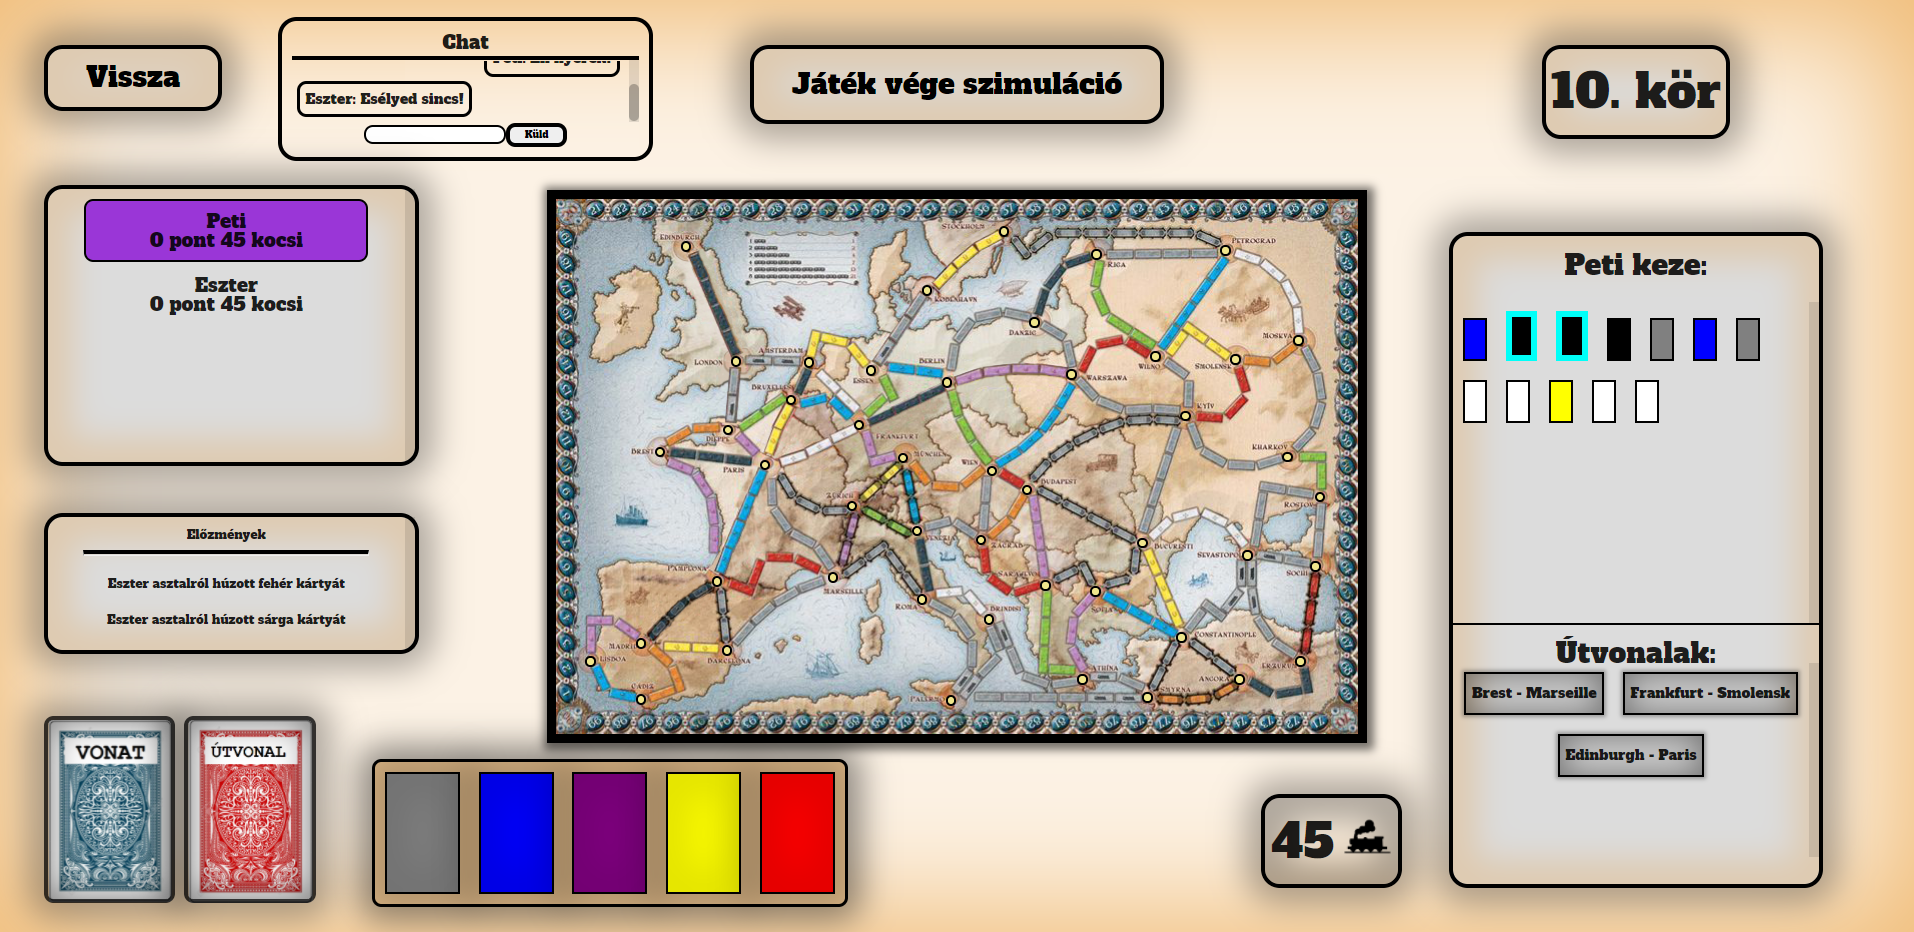 Vissza
Chat
Eszter: Esélyed sincs!
Küld
Játék vége szimuláció
10. kör
Peti
0 pont 45 kocsi
Eszter
0 pont 45 kocsi
Előzmények
Eszter asztalról húzott fehér kártyát
Eszter asztalról húzott sárga kártyát
VONAT
ÚTVONAL
EDINBURGH
STOCKHOLM
PETROGRAD
RIGA
KØBENHAVN
DANZIG
MOSKVA
LONDON
AMSTERDAM
ESSEN
BERLIN
WILNO
SMOLENSK
WARSZAWA
BRUXELLES
KYIV
DIEPPE
FRANKFURT
BREST
PARIS
MÜNCHEN
WIEN
KHARKOV
BUDAPEST
ZÜRICH
ROSTOV
VENEZIA
ZAGRAB
BUCURESTI
SEVASTOPOL
PAMPLONA
MARSEILLE
SARAJEVO
SOCHI
ROMA
BRINDISI
SOFIA
CONSTANTINOPLE
MADRID
LISBOA
BARCELONA
ERZURUM
CADIZ
PALERMO
ATHINA
SMYRNA
ANGORA
45
Peti keze:
Útvonalak:
Brest - Marseille
Frankfurt - Smolensk
Edinburgh - Paris